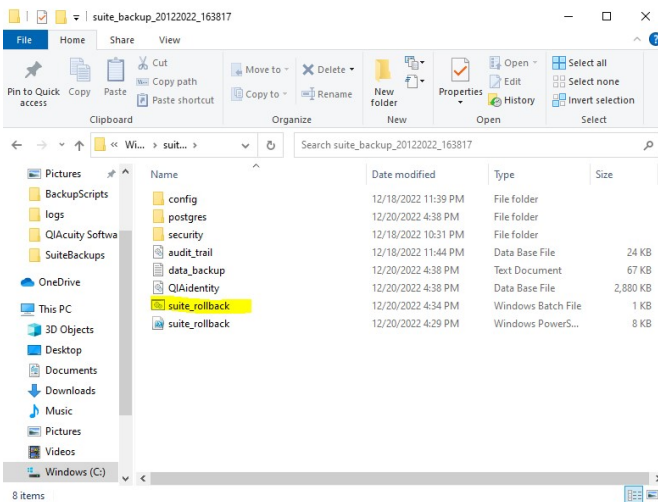 suite_backup_20122022_163817
File Home Share View
Pin to Quick access
Copy
Paste
Cut
Copy path
Paste shortcut
Clipboard
Move to
Copy to
Delete
Rename
Organize
New folder
New
Properties
Open
Edit
History
Open
Select all
Select none
Invert selection
Select
« Wi... › suit... ›
Search suite_backup_20122022_163817
Pictures
BackupScripts
logs
QIAcuity Softwa
SuiteBackups
OneDrive
This PC
3D Objects
Desktop
Documents
Downloads
Music
Pictures
Videos
Windows (C:)
Name Date modified Type Size
config 12/18/2022 11:39 PM File folder
postgres 12/20/2022 4:38 PM File folder
security 12/18/2022 10:31 PM File folder
audit_trail 12/18/2022 11:44 PM Data Base File 24 KB
data_backup 12/20/2022 4:38 PM Text Document 67 KB
QIAidentity 12/20/2022 4:38 PM Data Base File 2,880 KB
suite_rollback 12/20/2022 4:34 PM Windows Batch File 1 KB
suite_rollback 12/20/2022 4:29 PM Windows PowerS... 8 KB
8 items